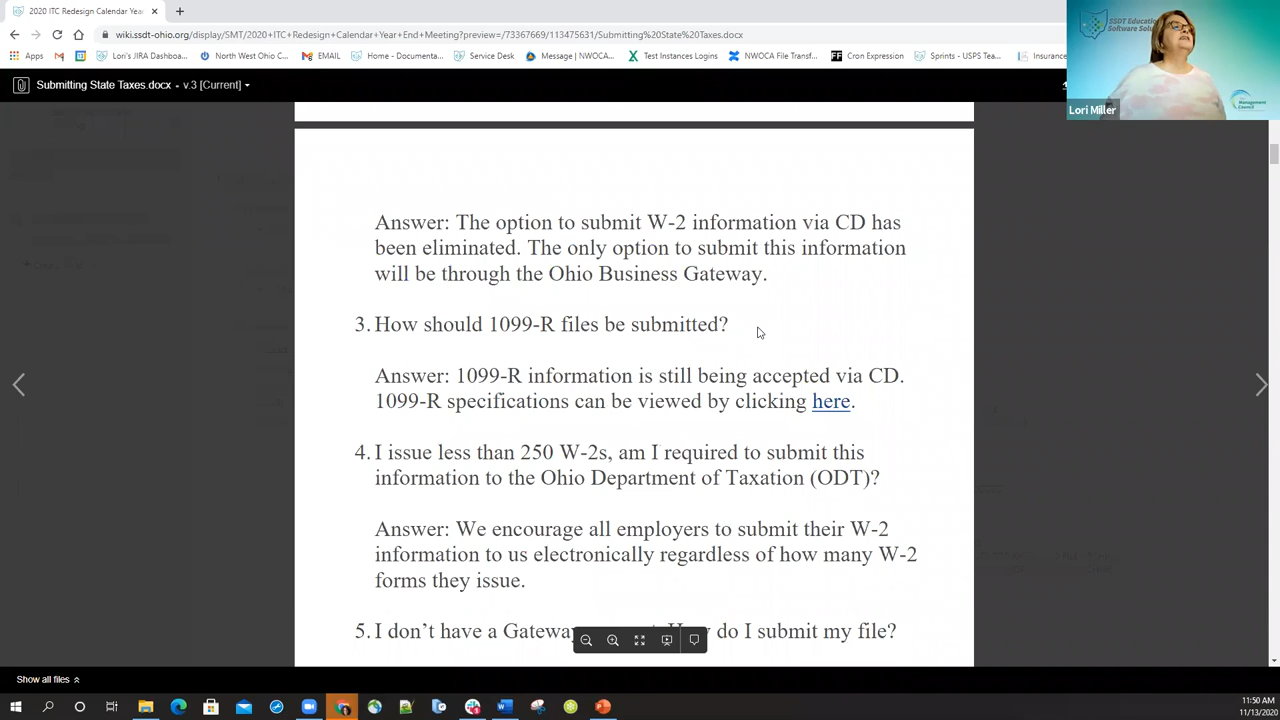 2020 ITC Redesign Calendar Yea
wiki.ssdt-ohio.org/display/SMT/2020+ITC+Redesign+Calendar+Year+End+Meeting?preview=/73367669/113475631/Submitting%20State%20Taxes.docx
Apps
Lori's JIRA Dashboa...
North West Ohio C...
EMAIL
Home - Documenta...
Service Desk
Message | NWOCA...
Test Instances Logins
NWOCA File Transf...
Cron Expression
Sprints - USPS Tea...
Insurance
SSDT Educatio
Software Solu
Management
Council
Lori Miller
Submitting State Taxes.docx - v.3 [Current]
Answer: The option to submit W-2 information via CD has
been eliminated. The only option to submit this information
will be through the Ohio Business Gateway.
3. How should 1099-R files be submitted?
Answer: 1099-R information is still being accepted via CD.
1099-R specifications can be viewed by clicking here.
4. I issue less than 250 W-2s, am I required to submit this
information to the Ohio Department of Taxation (ODT)?
Answer: We encourage all employers to submit their W-2
information to us electronically regardless of how many W-2
forms they issue.
5. I don't have a Gateway do I submit my file?
Show all files
11:50 AM
11/13/2020